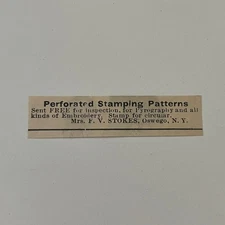 Perforated Stamping Patterns
Sent FREE for inspection, for Pyrography and all
kinds of Embroidery. Stamp for circular.
Mrs. F. V. STOKES, Oswego, N. Y.